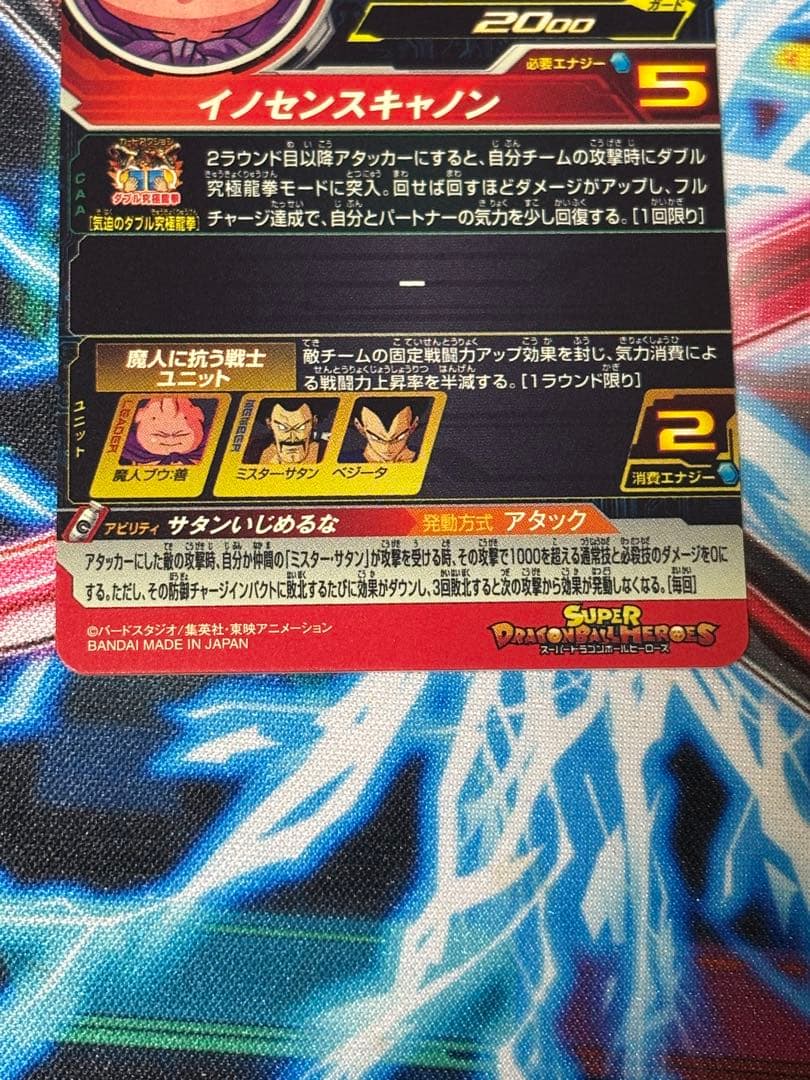 ガード
2000
必要エナジー 5
イノセンスキャノン
CAA
カードアクション
ダブル究極龍拳
[気迫のダブル究極龍拳]
2ラウンド目以降アタッカーにすると、自分チームの攻撃時にダブル
究極龍拳モードに突入。回せば回すほどダメージがアップし、フル
チャージ達成で、自分とパートナーの気力を少し回復する。[1回限り]
ー
ユニット
魔人に抗う戦士
ユニット
敵チームの固定戦闘力アップ効果を封じ、気力消費によ
る戦闘力上昇率を半減する。[1ラウンド限り]
LEADER
魔人ブウ:善
MEMBER
ミスターサタン
ベジータ
2
消費エナジー
アビリティ サタンいじめるな 発動方式 アタック
アタッカーにした敵の攻撃時、自分か仲間の「ミスター・サタン」が攻撃を受ける時、その攻撃で1000を超える通常技と必殺技のダメージを0に
する。ただし、その防御チャージインパクトに敗北するたびに効果がダウンし、3回敗北すると次の攻撃から効果が発動しなくなる。[毎回]
©バードスタジオ/集英社・東映アニメーション
BANDAI MADE IN JAPAN
SUPER
DRAGONBALL HEROES
スーパードラゴンボールヒーローズ